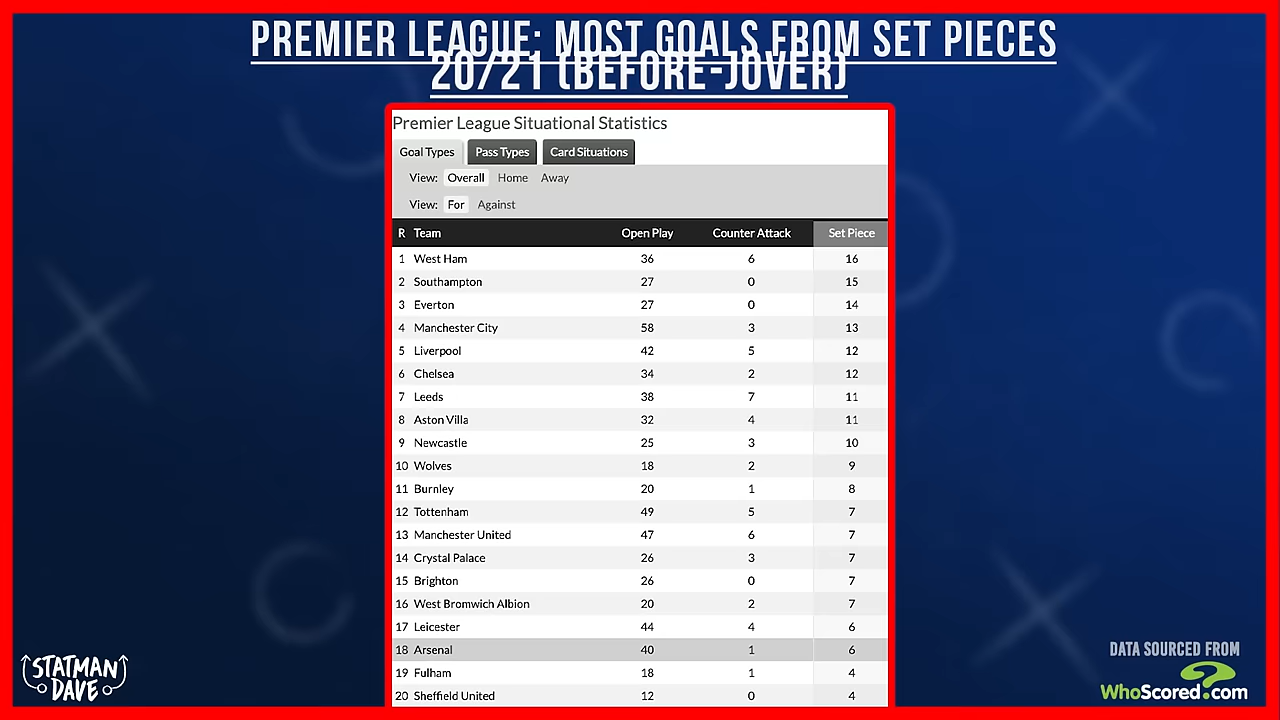 PREMIER LEAGUE: MOST GOALS FROM SET PIECES
20/21 (BEFORE-JOVER)
Premier League Situational Statistics
Goal Types Pass Types Card Situations
View: Overall Home Away
View: For Against
R Team Open Play Counter Attack Set Piece
1 West Ham 36 6 16
2 Southampton 27 0 15
3 Everton 27 0 14
4 Manchester City 58 3 13
5 Liverpool 42 5 12
6 Chelsea 34 2 12
7 Leeds 38 7 11
8 Aston Villa 32 4 11
9 Newcastle 25 3 10
10 Wolves 18 2 9
11 Burnley 20 1 8
12 Tottenham 49 5 7
13 Manchester United 47 6 7
14 Crystal Palace 26 3 7
15 Brighton 26 0 7
16 West Bromwich Albion 20 2 7
17 Leicester 44 4 6
18 Arsenal 40 1 6
19 Fulham 18 1 4
20 Sheffield United 12 0 4
STATMAN
DAVE
DATA SOURCED FROM
WhoScored.com